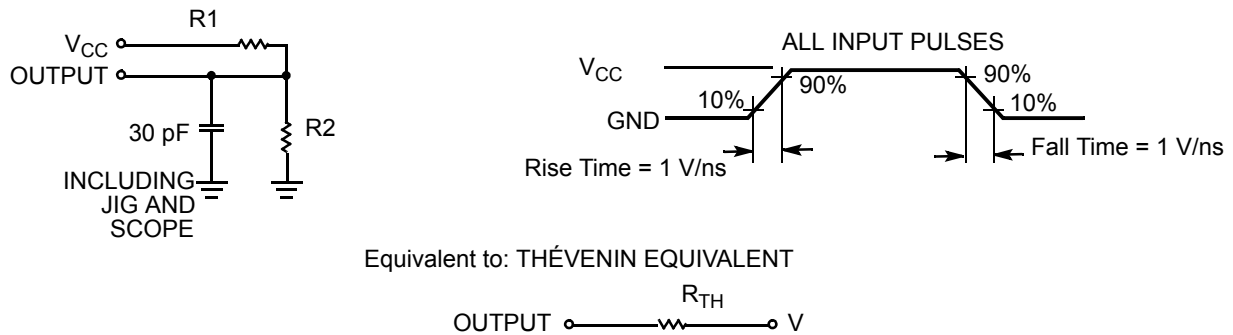 R1
V_CC
OUTPUT
30 pF
R2
INCLUDING
JIG AND
SCOPE
ALL INPUT PULSES
V_CC
GND
10%
90%
90%
10%
Rise Time = 1 V/ns
Fall Time = 1 V/ns
Equivalent to: THÉVENIN EQUIVALENT
R_TH
OUTPUT
V